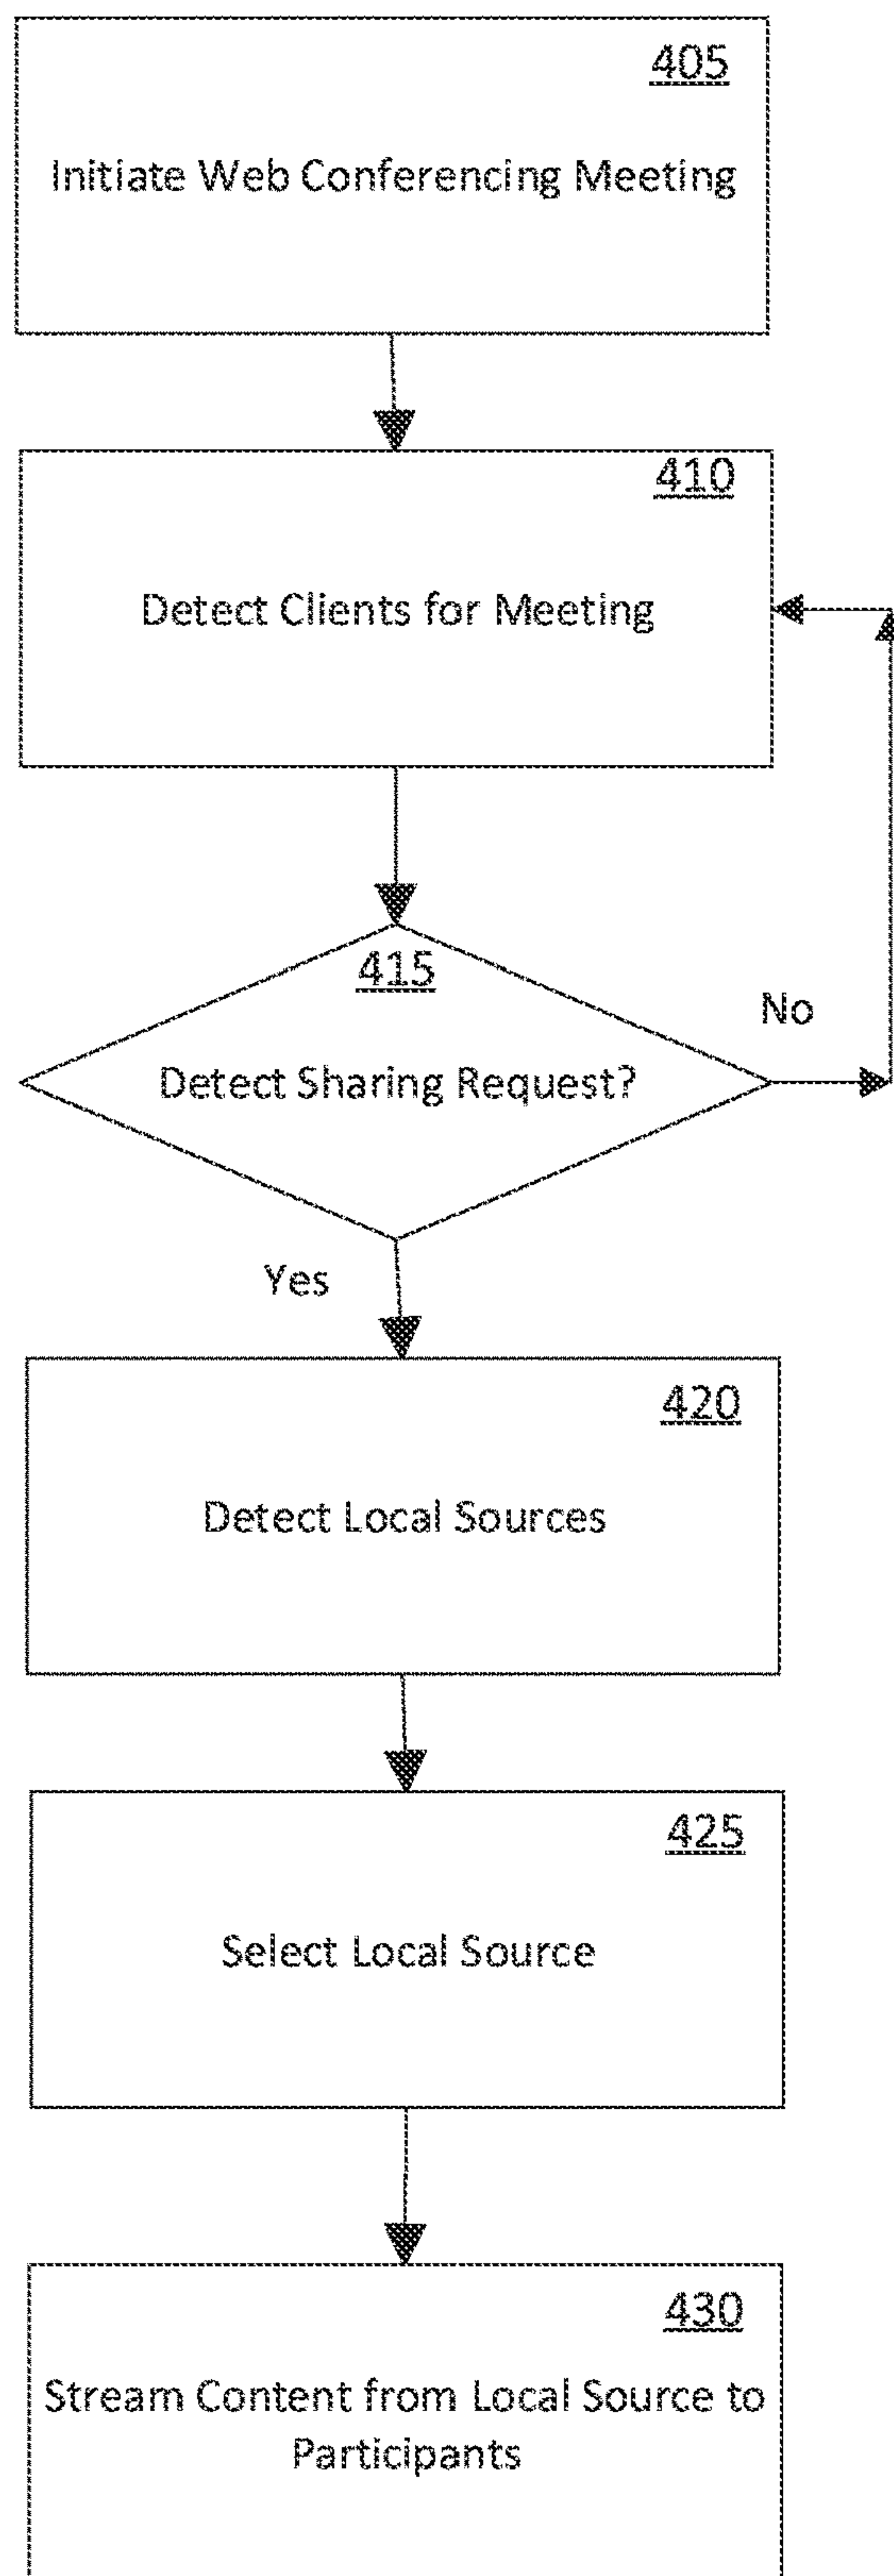 405
Initiate Web Conferencing Meeting
410
Detect Clients for Meeting
415
No
Detect Sharing Request?
Yes
420
Detect Local Sources
425
Select Local Source
430
Stream Content from Local Source to
Participants